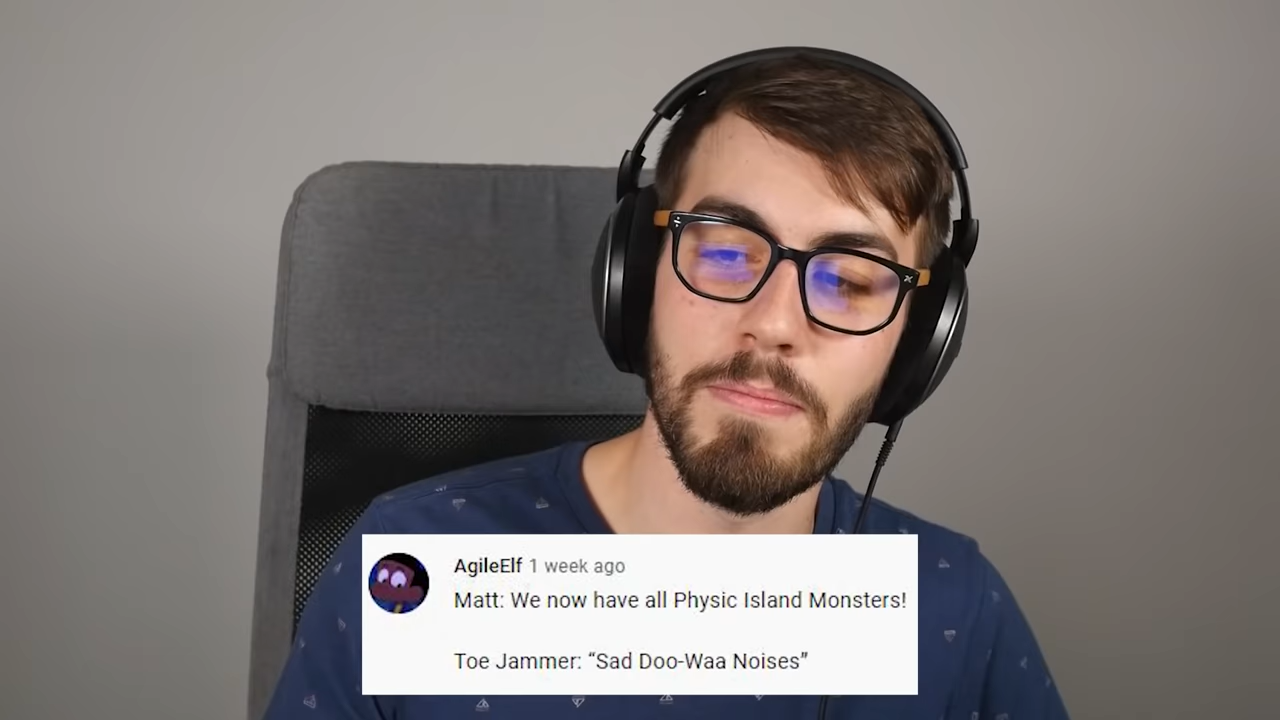 AgileElf 1 week ago
Matt: We now have all Physic Island Monsters!
Toe Jammer: “Sad Doo-Waa Noises”